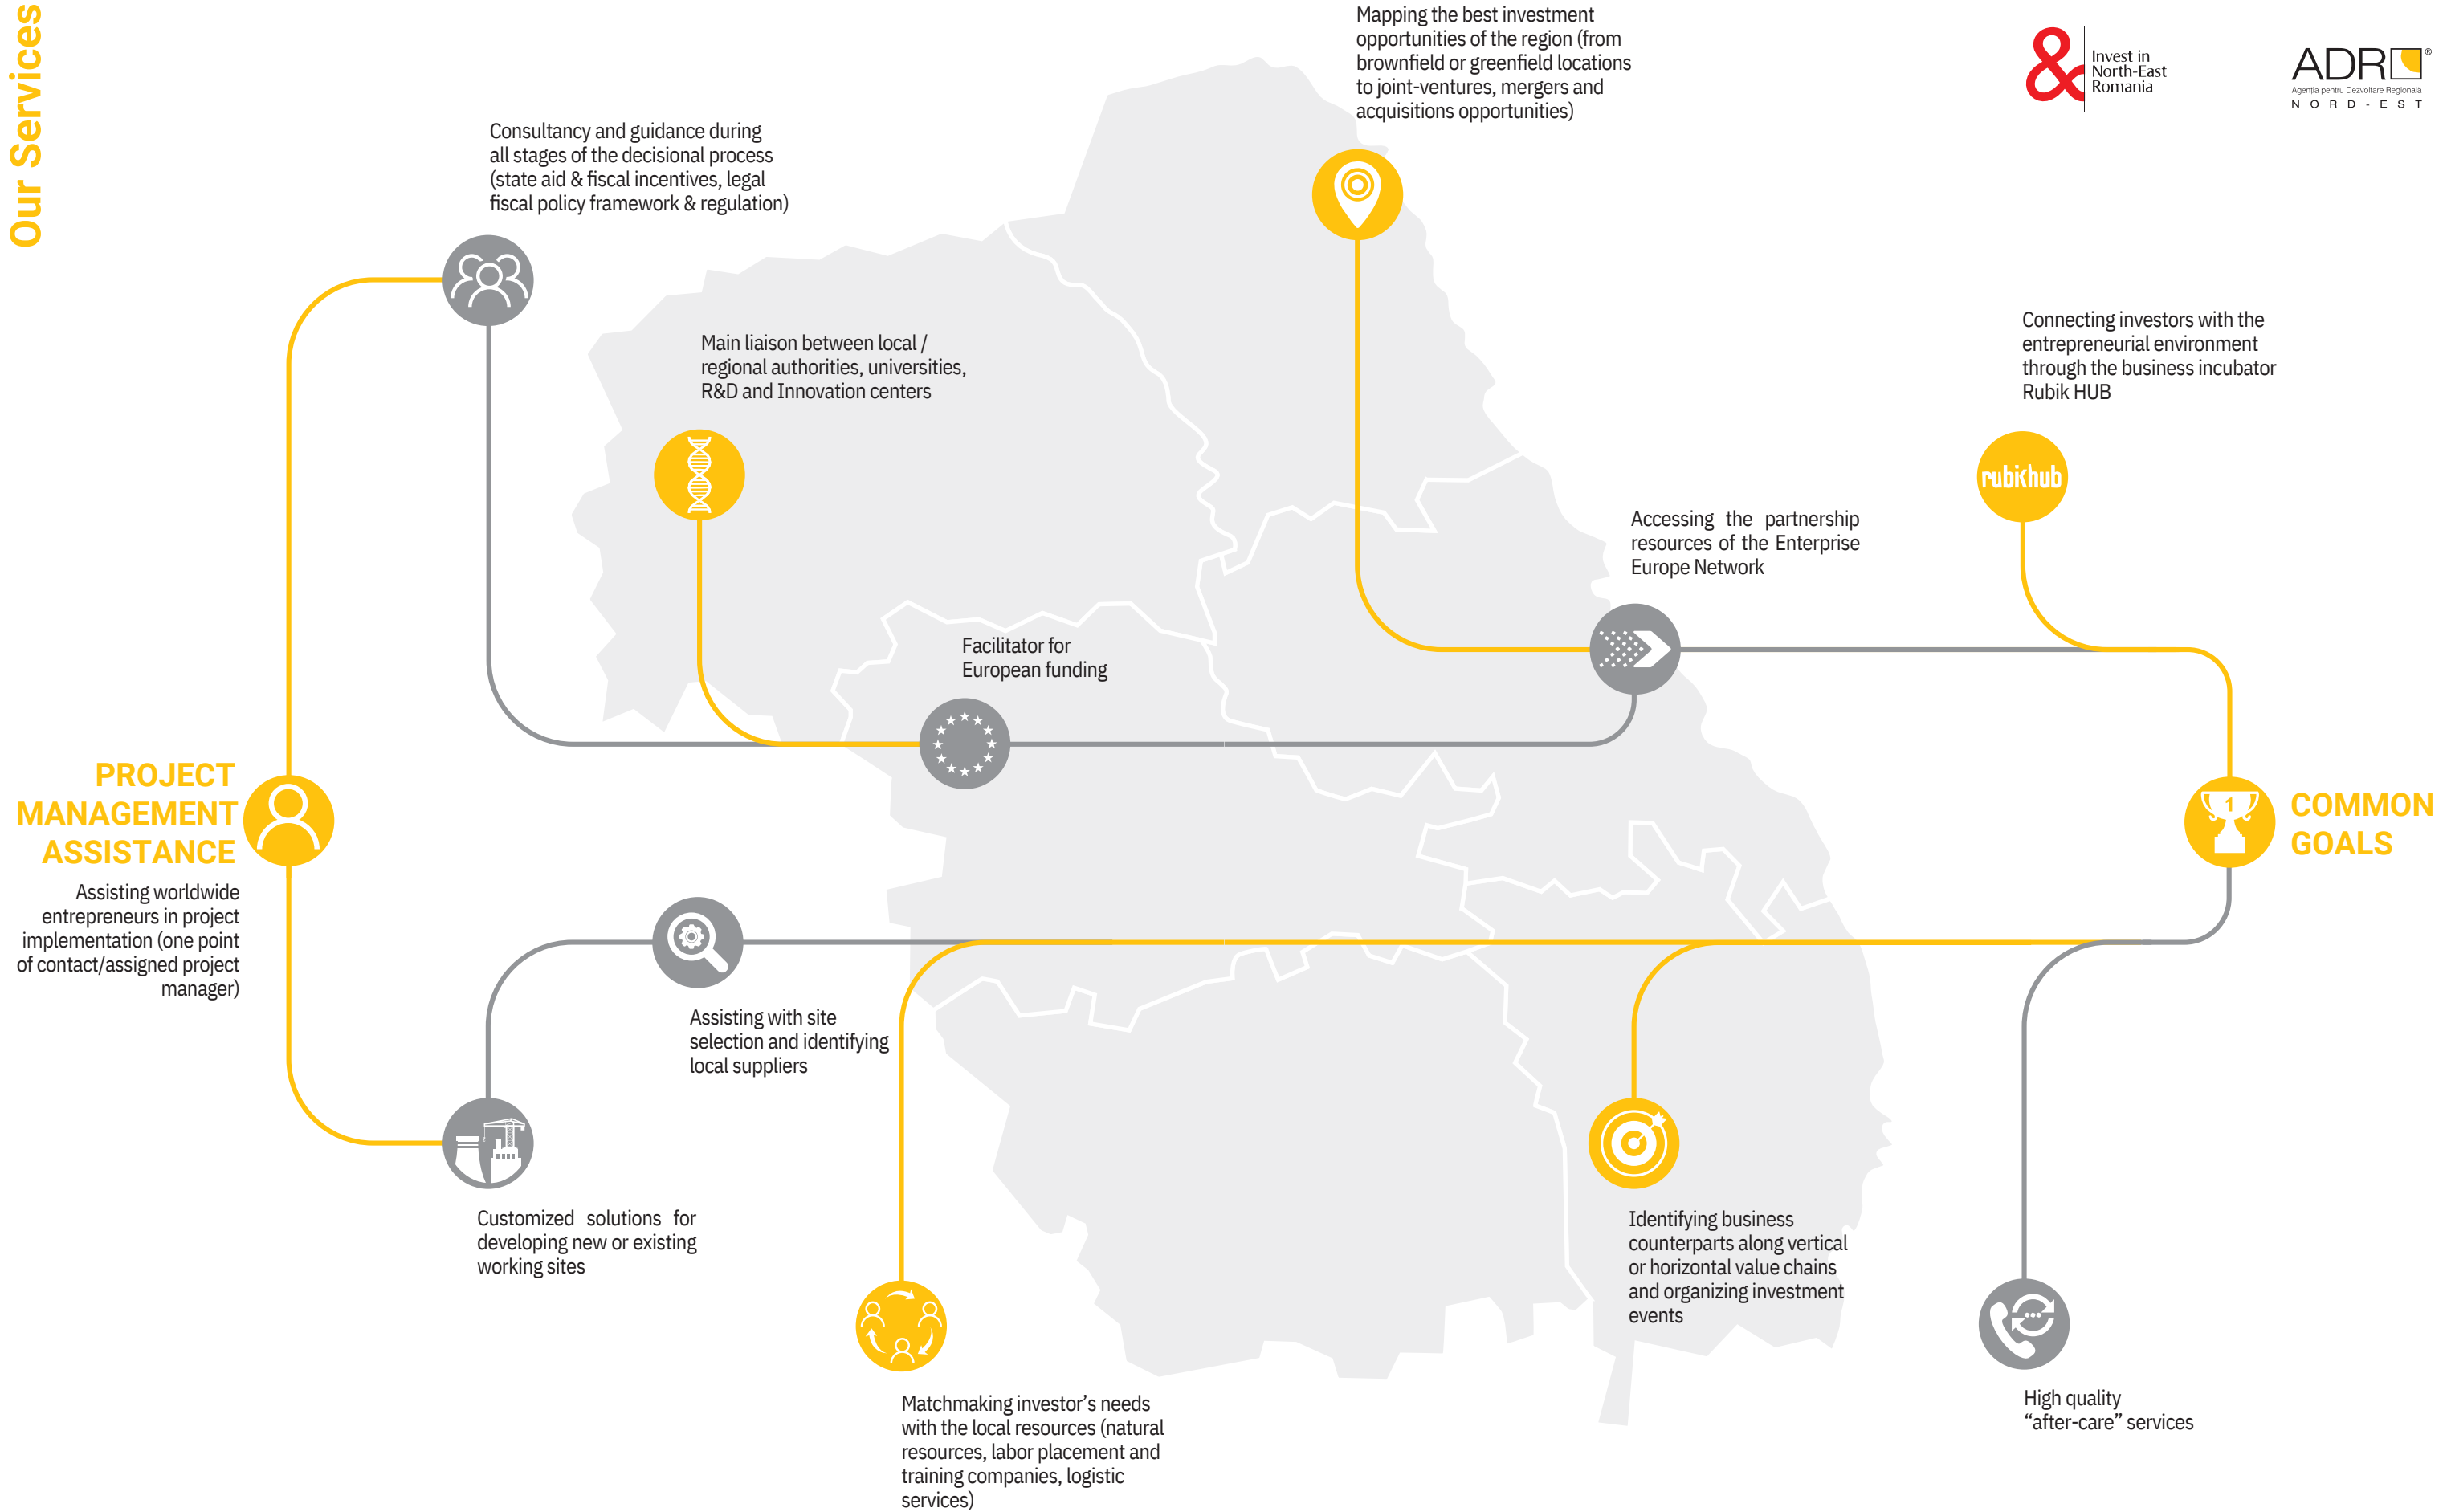 Our Services
Mapping the best investment
opportunities of the region (from
brownfield or greenfield locations
to joint-ventures, mergers and
acquisitions opportunities)
Invest in
North-East
Romania
ADR
®
Agenția pentru Dezvoltare Regională
NORD-EST
Consultancy and guidance during
all stages of the decisional process
(state aid & fiscal incentives, legal
fiscal policy framework & regulation)
Main liaison between local /
regional authorities, universities,
R&D and Innovation centers
Connecting investors with the
entrepreneurial environment
through the business incubator
Rubik HUB
rubikhub
Accessing the partnership
resources of the Enterprise
Europe Network
Facilitator for
European funding
PROJECT
MANAGEMENT
ASSISTANCE
Assisting worldwide
entrepreneurs in project
implementation (one point
of contact/assigned project
manager)
1
COMMON
GOALS
Assisting with site
selection and identifying
local suppliers
Customized solutions for
developing new or existing
working sites
Identifying business
counterparts along vertical
or horizontal value chains
and organizing investment
events
Matchmaking investor’s needs
with the local resources (natural
resources, labor placement and
training companies, logistic
services)
High quality
“after-care” services